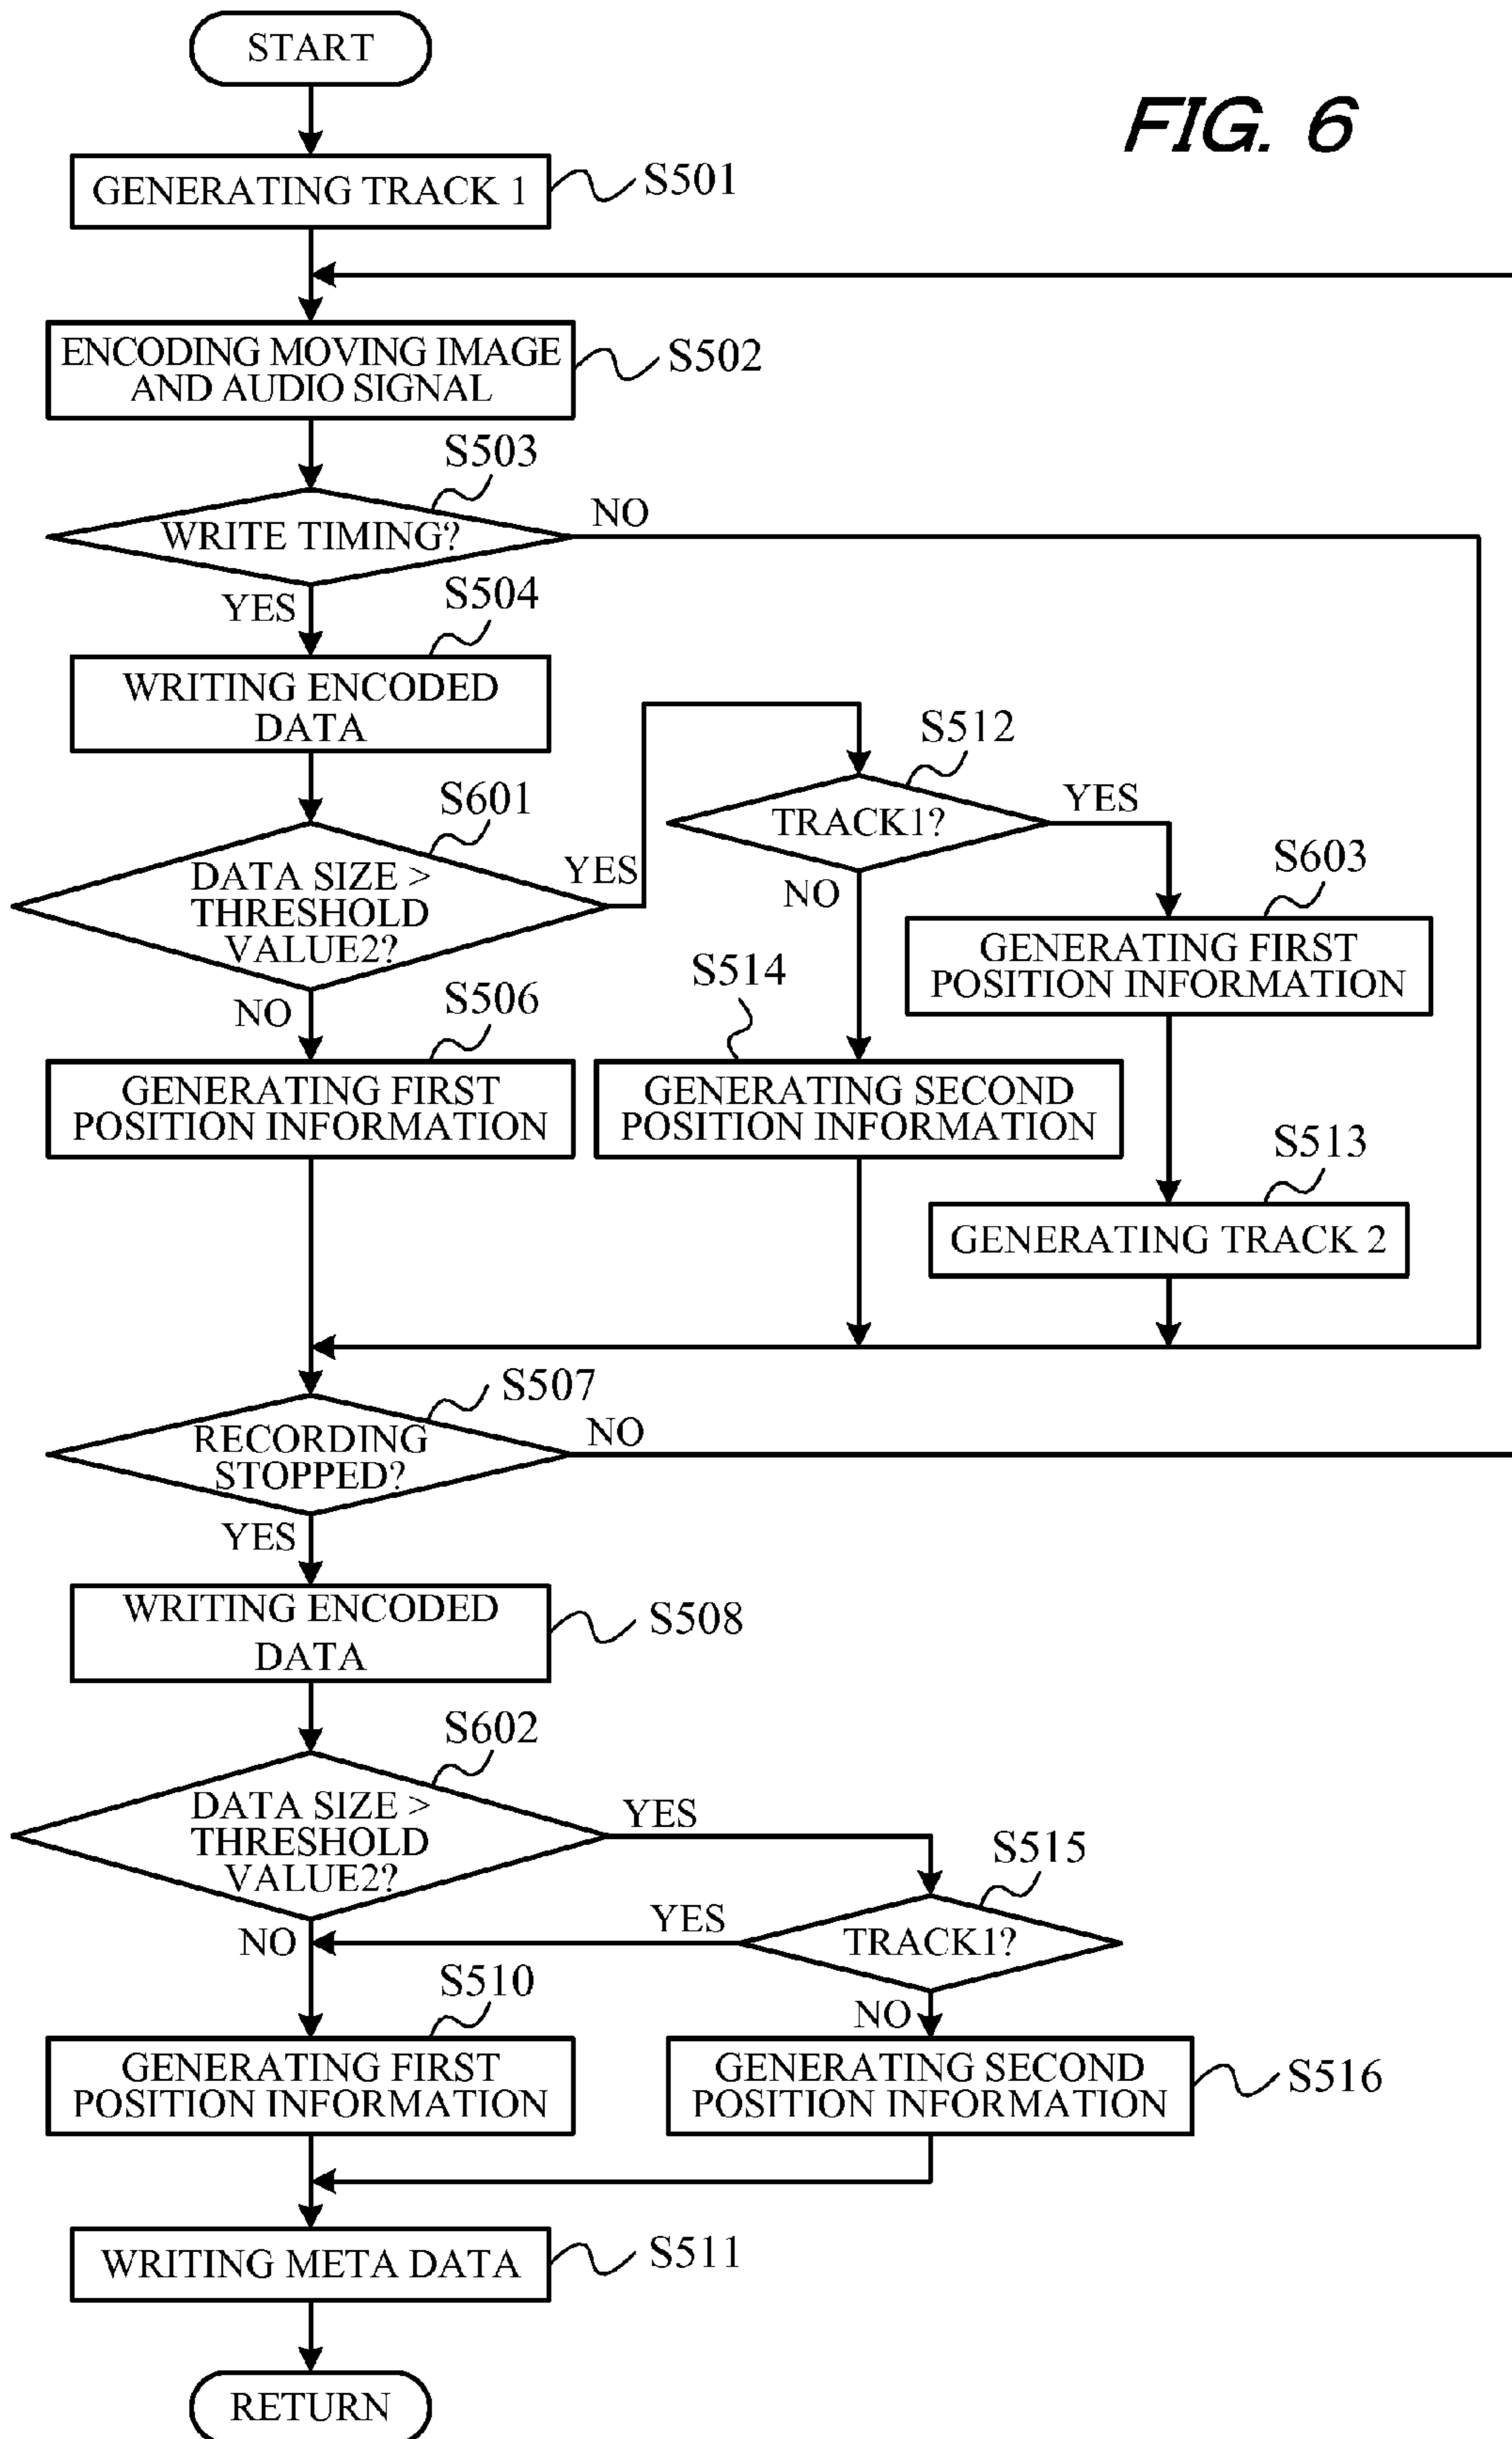 START
FIG. 6
GENERATING TRACK 1
S501
ENCODING MOVING IMAGE
AND AUDIO SIGNAL
S502
S503
WRITE TIMING?
NO
YES
S504
WRITING ENCODED
DATA
S512
S601
TRACK1?
YES
DATA SIZE >
THRESHOLD
VALUE2?
YES
NO
S603
GENERATING FIRST
POSITION INFORMATION
NO
S506
S514
GENERATING FIRST
POSITION INFORMATION
GENERATING SECOND
POSITION INFORMATION
S513
GENERATING TRACK 2
S507
RECORDING
STOPPED?
NO
YES
WRITING ENCODED
DATA
S508
S602
DATA SIZE >
THRESHOLD
VALUE2?
YES
S515
NO
YES
TRACK1?
S510
NO
GENERATING FIRST
POSITION INFORMATION
GENERATING SECOND
POSITION INFORMATION
S516
WRITING META DATA
S511
RETURN